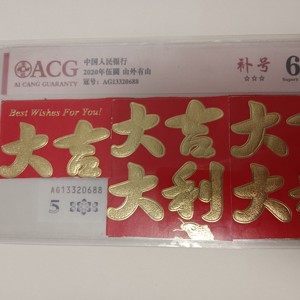 ACG
AI CANG GUARANTY
中国人民银行
2020年伍圆 山外有山
冠号: AG13320688
补号
☆☆☆
6
Superb
Best Wishes For You!
大吉
大吉
大利
大
大
AG13320688
5